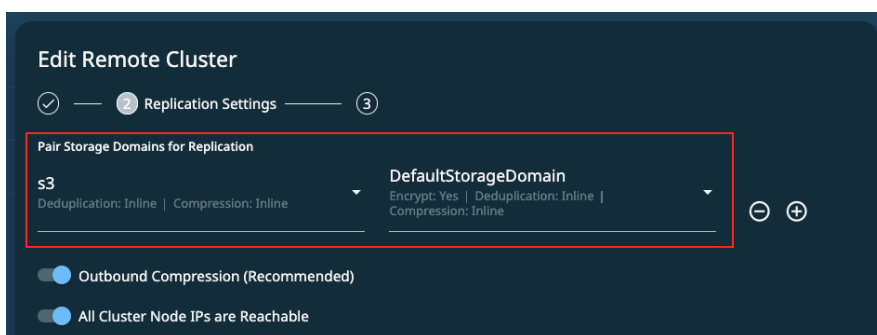 Edit Remote Cluster
2 Replication Settings 3
Pair Storage Domains for Replication
s3
Deduplication: Inline | Compression: Inline
DefaultStorageDomain
Encrypt: Yes | Deduplication: Inline |
Compression: Inline
Outbound Compression (Recommended)
All Cluster Node IPs are Reachable